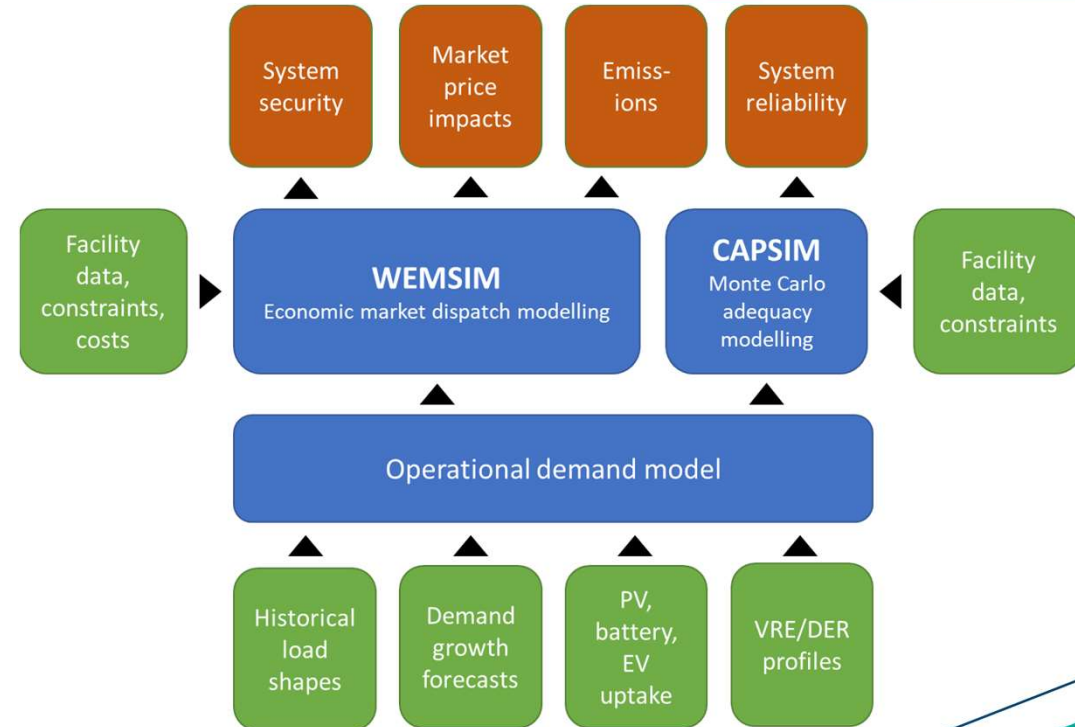 System
security
Market
price
impacts
Emiss-
ions
System
reliability
Facility
data,
constraints,
costs
WEMSIM
Economic market dispatch modelling
CAPSIM
Monte Carlo
adequacy
modelling
Facility
data,
constraints
Operational demand model
Historical
load
shapes
Demand
growth
forecasts
PV,
battery,
EV
uptake
VRE/DER
profiles